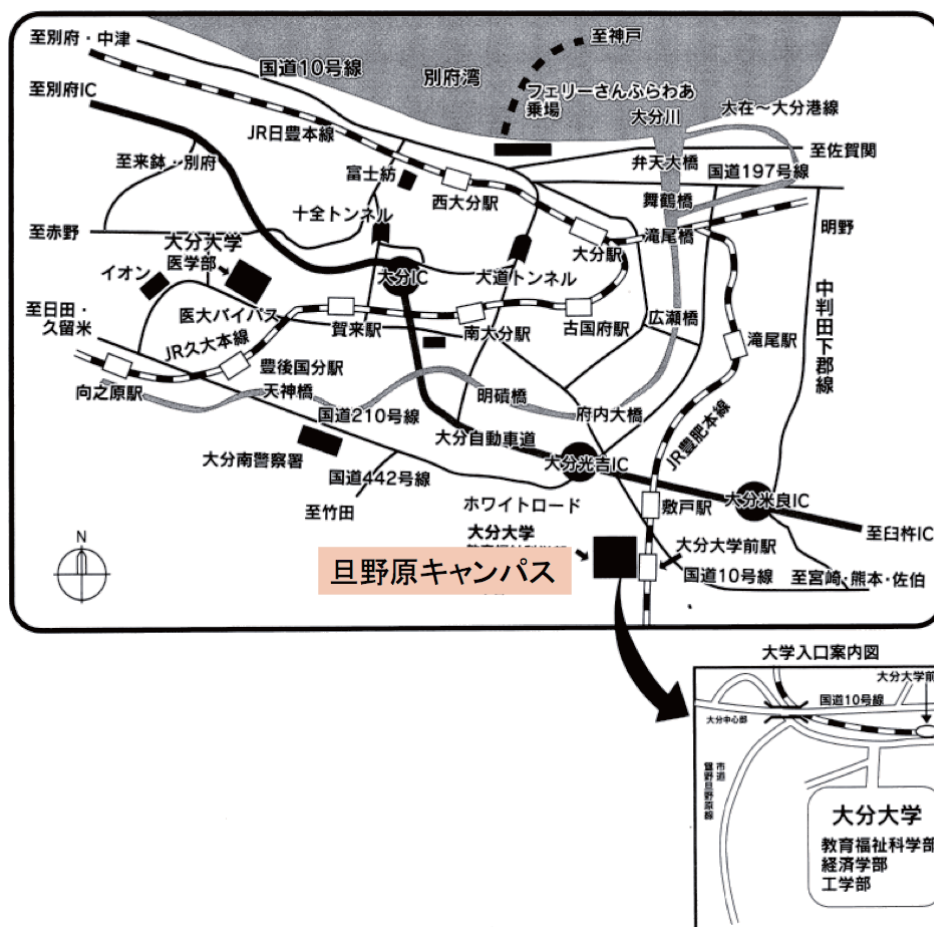 至別府・中津
国道10号線
別府湾
至神戸
至別府IC
フェリーさんふらわあ
乗場
大分川
大在～大分港線
JR日豊本線
至来鉢・別府
富士紡
西大分駅
弁天大橋
至佐賀関
国道197号線
舞鶴橋
十全トンネル
至赤野
大分大学
医学部
大分駅
滝尾橋
明野
イオン
大分IC
大道トンネル
至日田・
久留米
医大バイパス
賀来駅
南大分駅
古国府駅
広瀬橋
中判田下郡線
JR久大本線
滝尾駅
豊後国分駅
向之原駅
天神橋
明磧橋
国道210号線
府内大橋
大分自動車道
JR豊肥本線
大分南警察署
国道442号線
大分光吉IC
至竹田
ホワイトロード
敷戸駅
大分米良IC
至臼杵IC
大分大学
大分大学前駅
旦野原キャンパス
国道10号線
至宮崎・熊本・佐伯
N
大学入口案内図
大分大学前
国道10号線
大分中心部
市道
大分大学
教育福祉科学部
経済学部
工学部